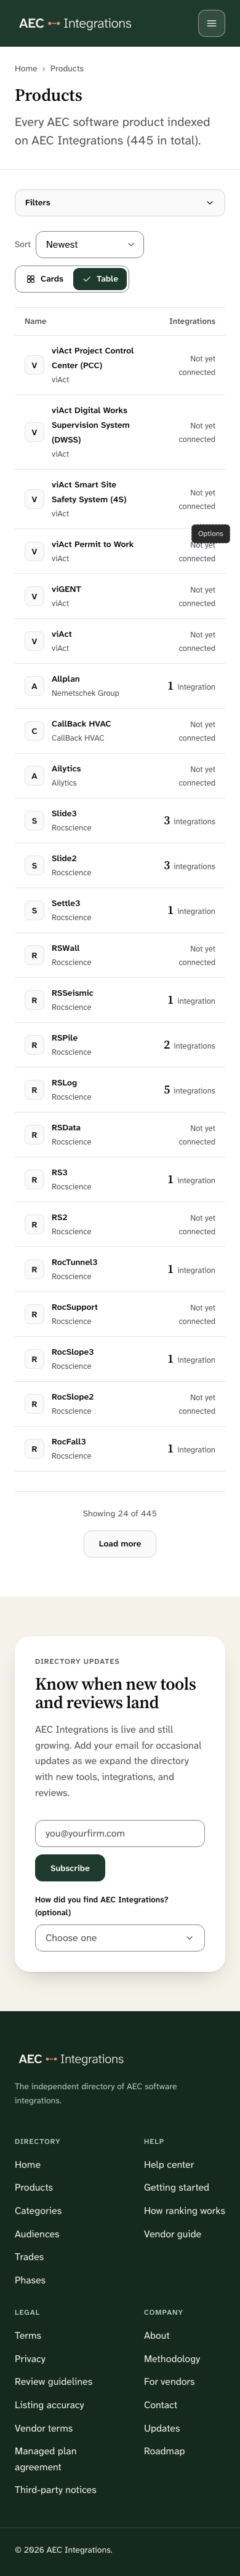 AEC Integrations
Home › Products
Products
Every AEC software product indexed
on AEC Integrations (445 in total).
Filters
Sort Newest
Cards Table
Name Integrations
V
viAct Project Control
Center (PCC)
viAct
Not yet
connected
V
viAct Digital Works
Supervision System
(DWSS)
viAct
Not yet
connected
V
viAct Smart Site
Safety System (4S)
viAct
Not yet
connected
Options
V
viAct Permit to Work
viAct
Not yet
connected
V
viGENT
viAct
Not yet
connected
V
viAct
viAct
Not yet
connected
A
Allplan
Nemetschek Group
1 integration
C
CallBack HVAC
CallBack HVAC
Not yet
connected
A
Ailytics
Ailytics
Not yet
connected
S
Slide3
Rocscience
3 integrations
S
Slide2
Rocscience
3 integrations
S
Settle3
Rocscience
1 integration
R
RSWall
Rocscience
Not yet
connected
R
RSSeismic
Rocscience
1 integration
R
RSPile
Rocscience
2 integrations
R
RSLog
Rocscience
5 integrations
R
RSData
Rocscience
Not yet
connected
R
RS3
Rocscience
1 integration
R
RS2
Rocscience
Not yet
connected
R
RocTunnel3
Rocscience
1 integration
R
RocSupport
Rocscience
Not yet
connected
R
RocSlope3
Rocscience
1 integration
R
RocSlope2
Rocscience
Not yet
connected
R
RocFall3
Rocscience
1 integration
Showing 24 of 445
Load more
DIRECTORY UPDATES
Know when new tools
and reviews land
AEC Integrations is live and still
growing. Add your email for occasional
updates as we expand the directory
with new tools, integrations, and
reviews.
you@yourfirm.com
Subscribe
How did you find AEC Integrations?
(optional)
Choose one
AEC Integrations
The independent directory of AEC software
integrations.
DIRECTORY
Home
Products
Categories
Audiences
Trades
Phases
HELP
Help center
Getting started
How ranking works
Vendor guide
LEGAL
Terms
Privacy
Review guidelines
Listing accuracy
Vendor terms
Managed plan
agreement
Third-party notices
COMPANY
About
Methodology
For vendors
Contact
Updates
Roadmap
© 2026 AEC Integrations.